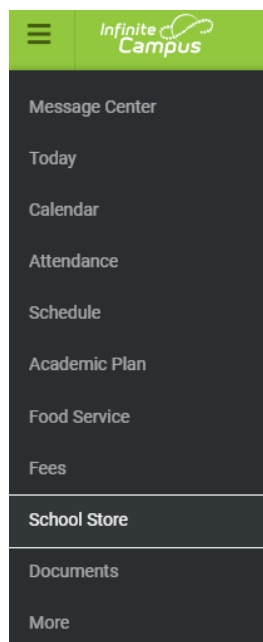 Infinite
Campus
Message Center
Today
Calendar
Attendance
Schedule
Academic Plan
Food Service
Fees
School Store
Documents
More